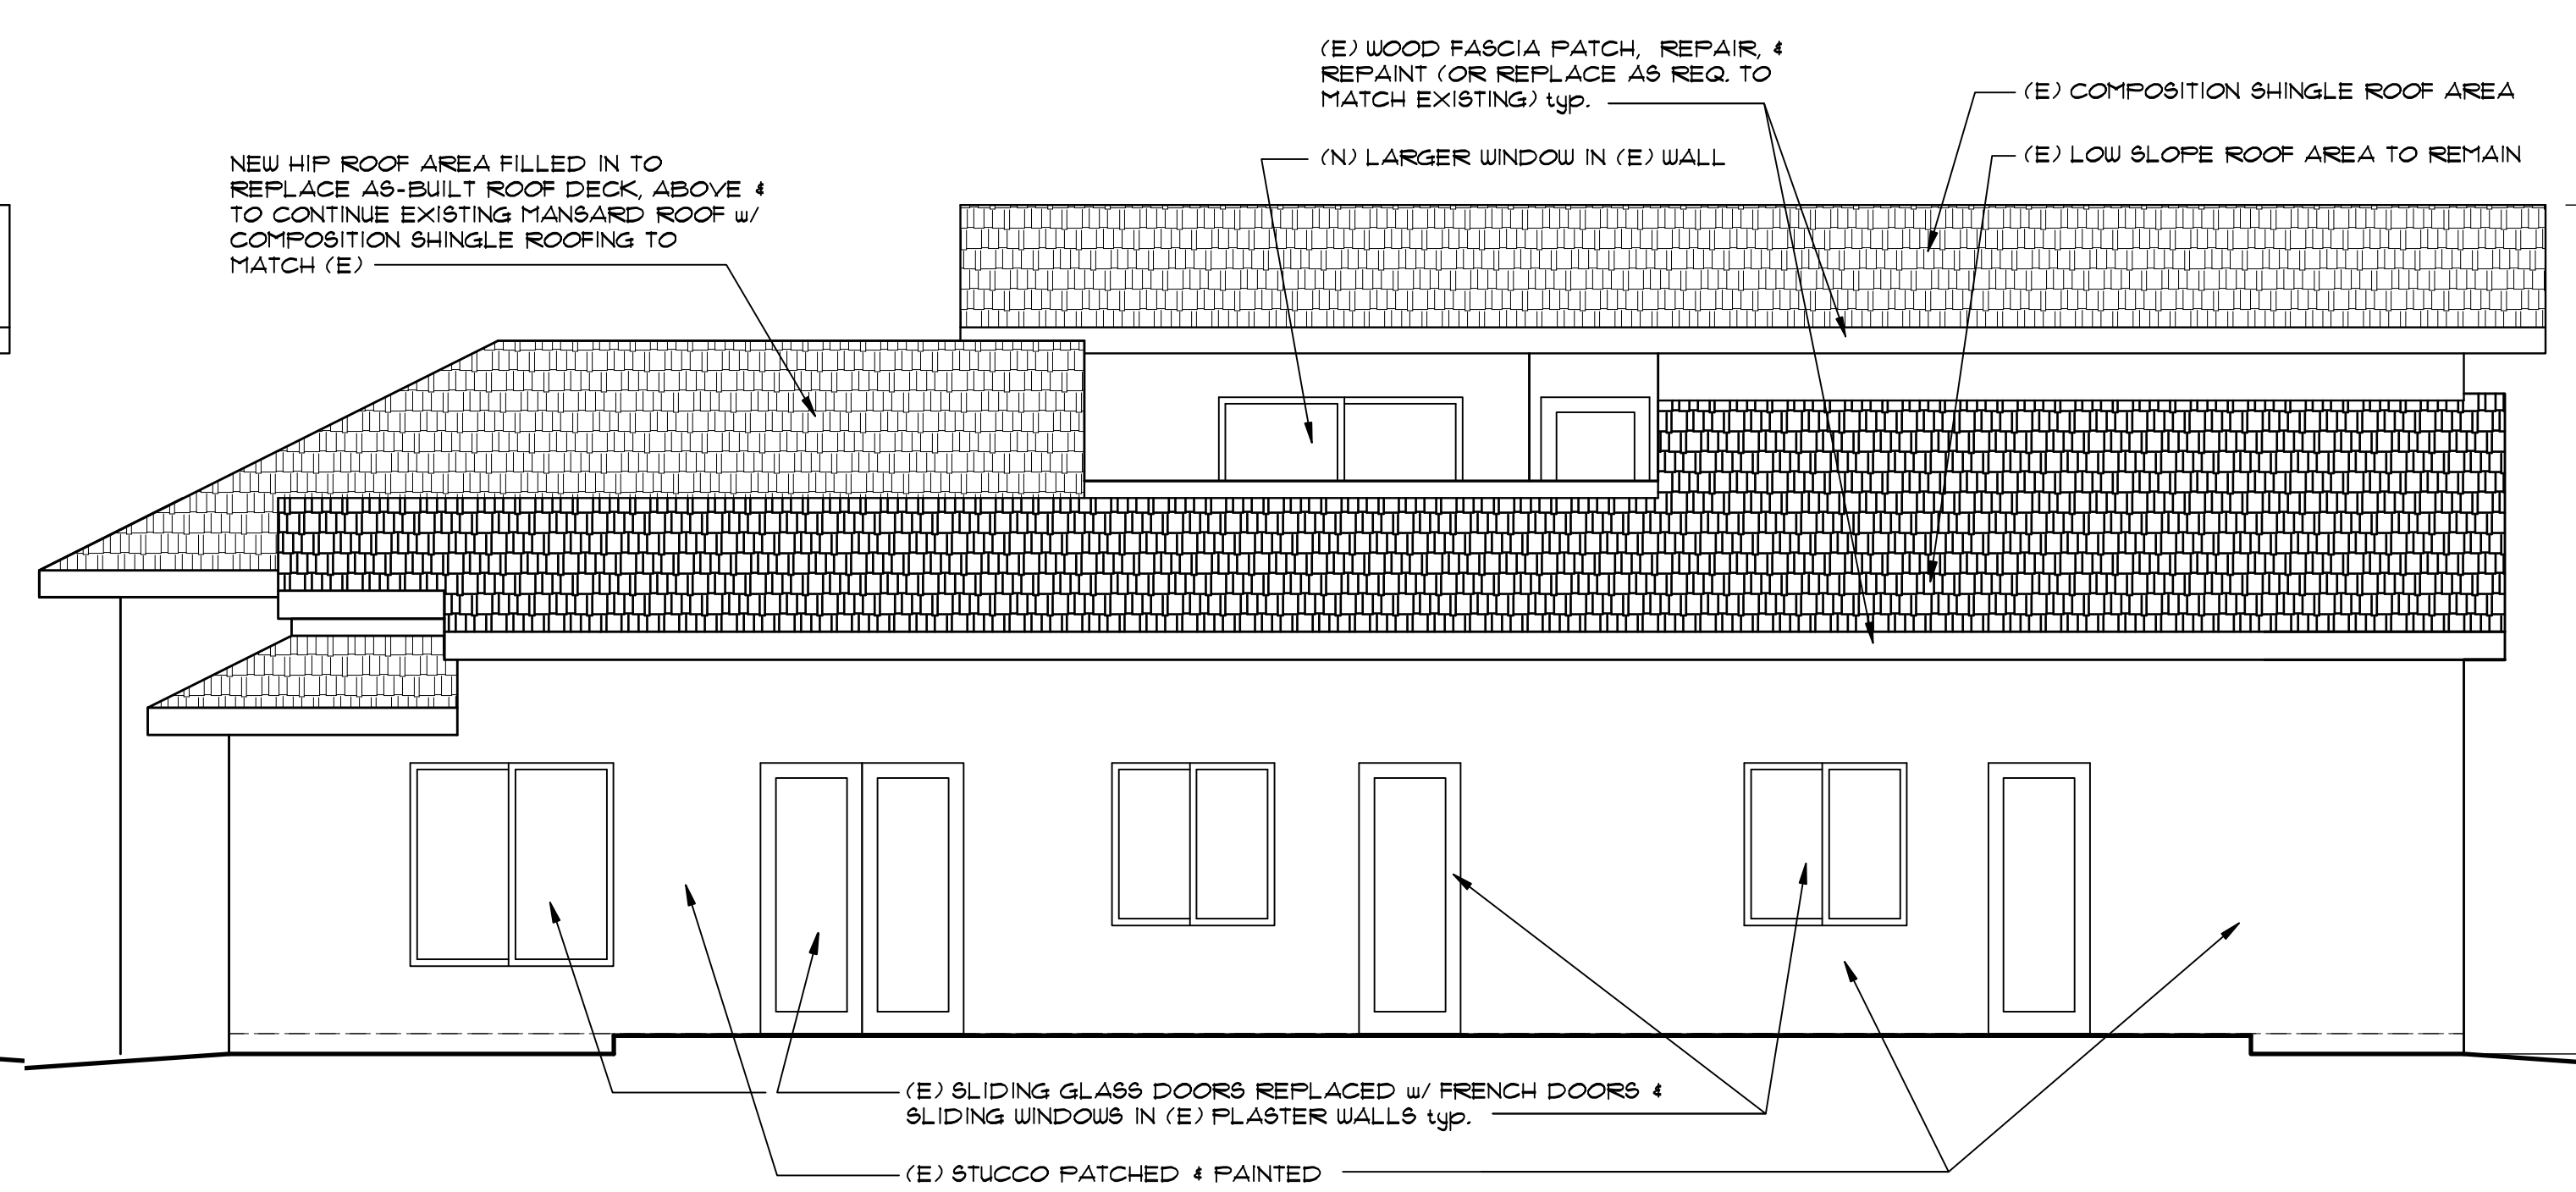 (E) WOOD FASCIA PATCH, REPAIR, &
REPAINT (OR REPLACE AS REQ. TO
MATCH EXISTING) typ.
(E) COMPOSITION SHINGLE ROOF AREA
(N) LARGER WINDOW IN (E) WALL
(E) LOW SLOPE ROOF AREA TO REMAIN
NEW HIP ROOF AREA FILLED IN TO
REPLACE AS-BUILT ROOF DECK, ABOVE &
TO CONTINUE EXISTING MANSARD ROOF w/
COMPOSITION SHINGLE ROOFING TO
MATCH (E)
(E) SLIDING GLASS DOORS REPLACED w/ FRENCH DOORS &
SLIDING WINDOWS IN (E) PLASTER WALLS typ.
(E) STUCCO PATCHED & PAINTED